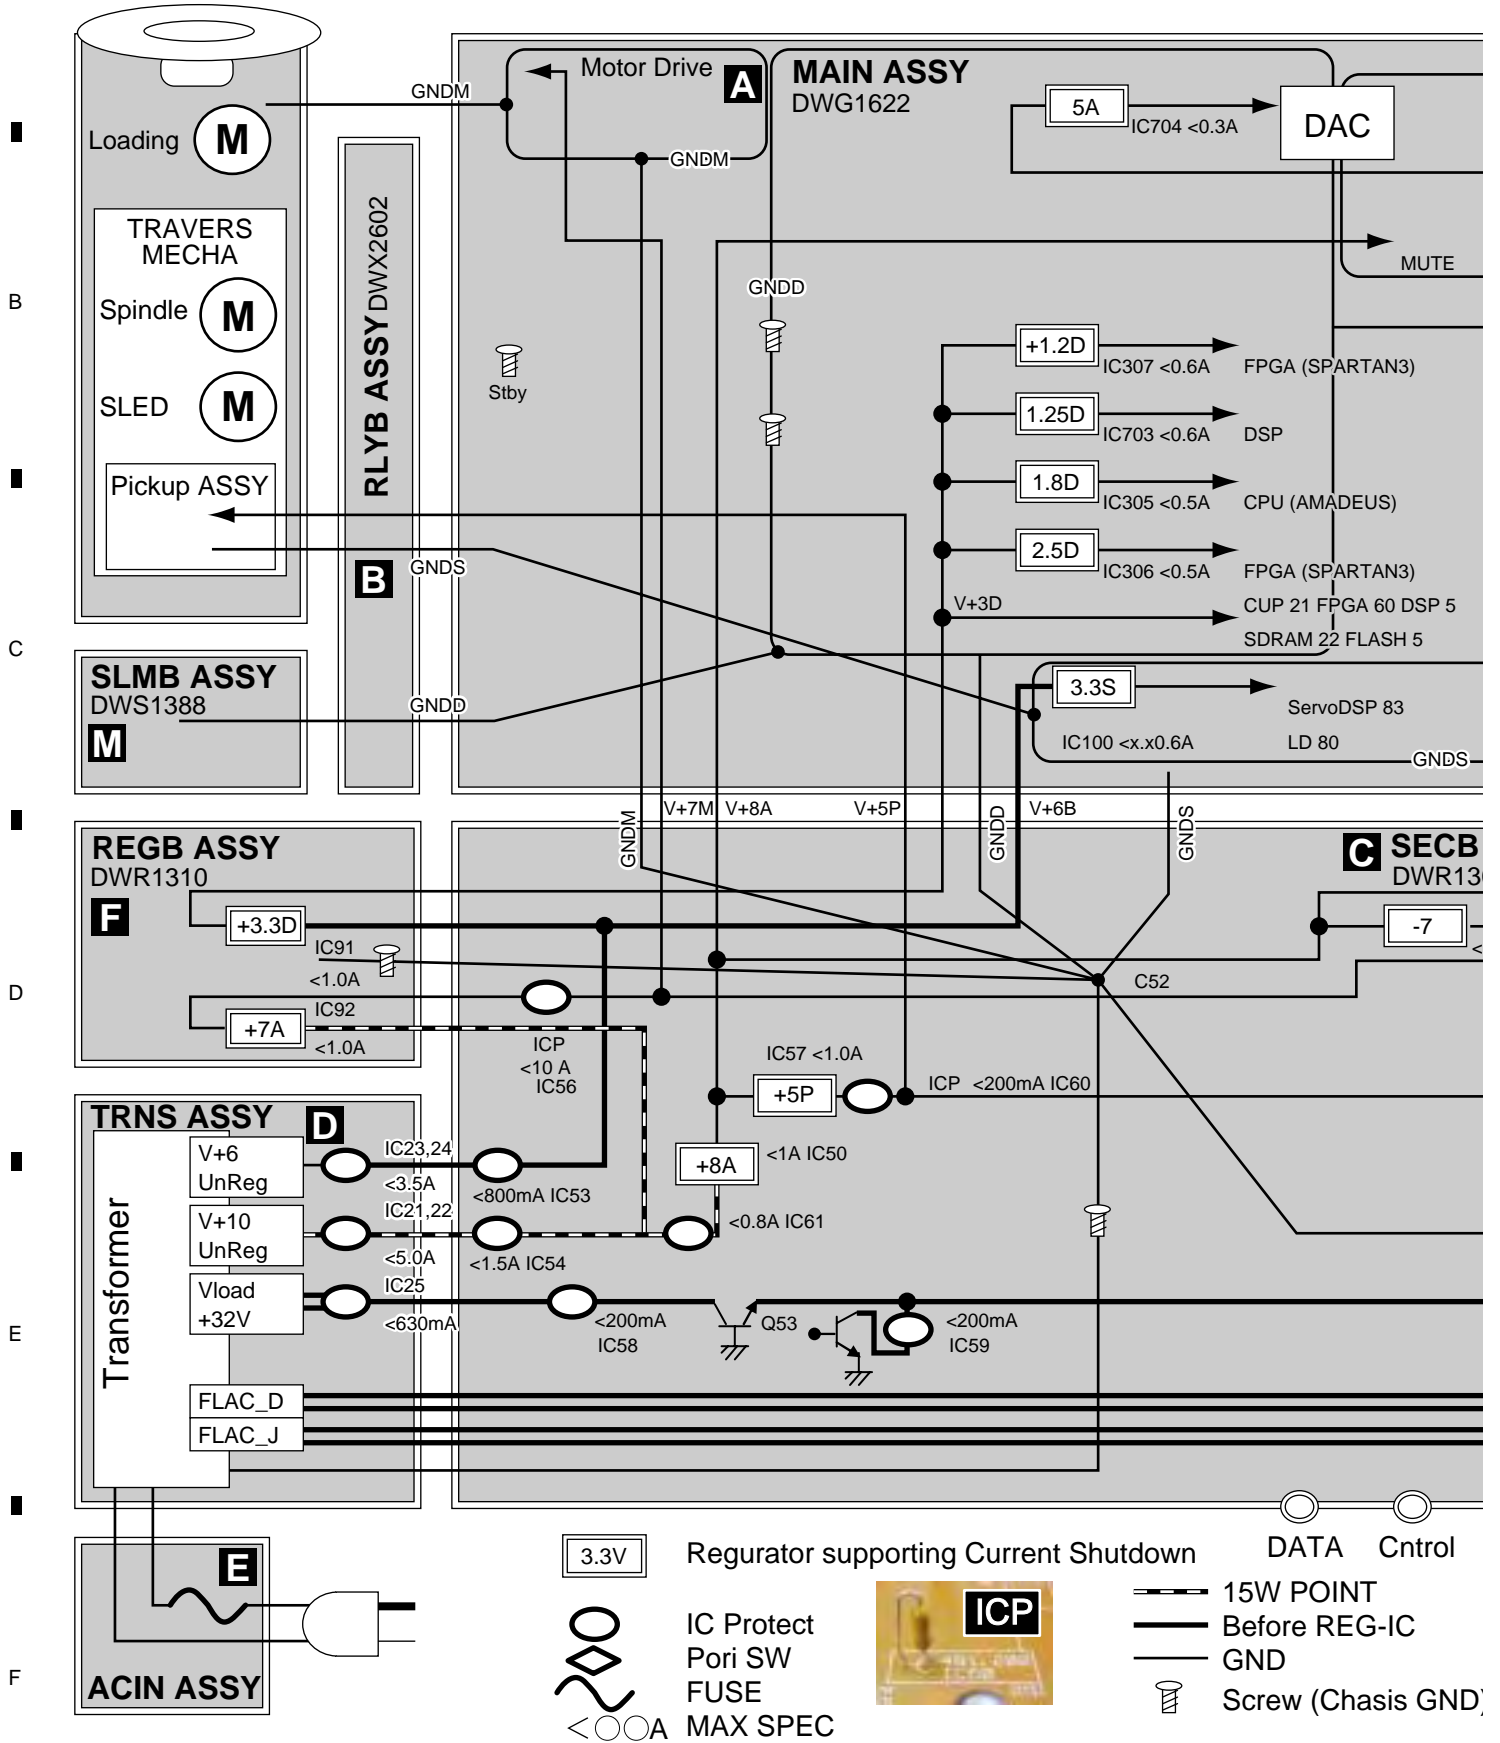 Motor Drive
A
MAIN ASSY
DWG1622
GNDM
5A
IC704 <0.3A
DAC
Loading
M
GNDM
TRAVERS
MECHA
Spindle
M
SLED
M
Pickup ASSY
RLYB ASSY DWX2602
B
B
MUTE
GNDD
Stby
+1.2D
IC307 <0.6A
FPGA (SPARTAN3)
1.25D
IC703 <0.6A
DSP
1.8D
IC305 <0.5A
CPU (AMADEUS)
2.5D
IC306 <0.5A
FPGA (SPARTAN3)
V+3D
CUP 21 FPGA 60 DSP 5
SDRAM 22 FLASH 5
GNDS
C
SLMB ASSY
DWS1388
M
GNDD
3.3S
ServoDSP 83
IC100 <x.x0.6A
LD 80
GNDS
GNDM
V+7M
V+8A
V+5P
GNDD
V+6B
GNDS
REGB ASSY
DWR1310
F
+3.3D
IC91
<1.0A
IC92
+7A
<1.0A
C
SECB
DWR13
-7
<
D
C52
ICP
<10 A
IC56
IC57 <1.0A
+5P
ICP <200mA IC60
TRNS ASSY
D
Transformer
V+6
UnReg
IC23,24
<3.5A
<800mA IC53
+8A
<1A IC50
V+10
UnReg
IC21,22
<5.0A
<1.5A IC54
<0.8A IC61
Vload
+32V
IC25
<630mA
<200mA
IC58
Q53
<200mA
IC59
E
FLAC_D
FLAC_J
E
ACIN ASSY
F
3.3V
Regurator supporting Current Shutdown
DATA
Cntrol
IC Protect
Pori SW
FUSE
<○○A MAX SPEC
ICP
15W POINT
Before REG-IC
GND
Screw (Chasis GND)